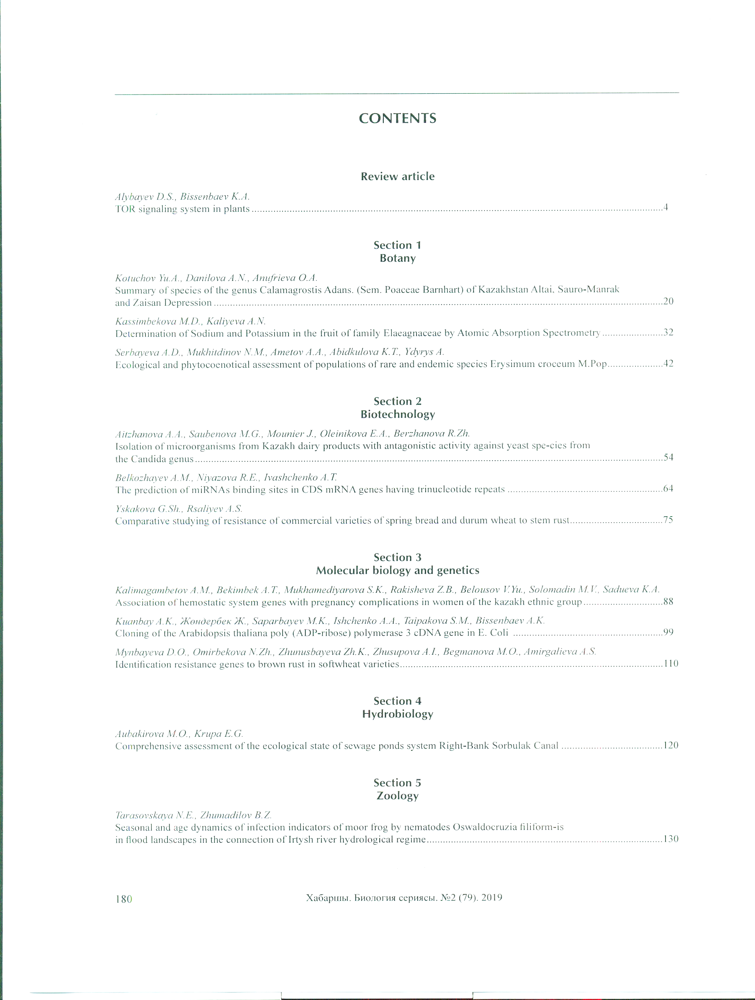 CONTENTS
Review article
Alybayev D.S., Bissenbaev K.A.
TOR signaling system in plants 4
Section 1
Botany
Kotuchov Yu.A., Danilova A.N., Anufrieva O.A.
Summary of species of the genus Calamagrostis Adans. (Sem. Poaceae Barnhart) of Kazakhstan Altai, Sauro-Manrak
and Zaisan Depression 20
Kassimbekova M.D., Kaliyeva A.N.
Determination of Sodium and Potassium in the fruit of family Elaeagnaceae by Atomic Absorption Spectrometry 32
Serbayeva A.D., Mukhitdinov N.M., Ametov A.A., Abidkulova K.T., Ydyrys A.
Ecological and phytocoenotical assessment of populations of rare and endemic species Erysimum croceum M.Pop 42
Section 2
Biotechnology
Aitzhanova A.A., Saubenova M.G., Mounier J., Oleinikova E.A., Berzhanova R.Zh.
Isolation of microorganisms from Kazakh dairy products with antagonistic activity against yeast spe-cies from
the Candida genus 54
Belkozhayev A.M., Niyazova R.E., Ivashchenko A.T.
The prediction of miRNAs binding sites in CDS mRNA genes having trinucleotide repeats 64
Yskakova G.Sh., Rsaliyev A.S.
Comparative studying of resistance of commercial varieties of spring bread and durum wheat to stem rust 75
Section 3
Molecular biology and genetics
Kalimagambetov A.M., Bekimbek A.T., Mukhamediyarova S.K., Rakisheva Z.B., Belousov V.Yu., Solomadin M.V., Sadueva K.A.
Association of hemostatic system genes with pregnancy complications in women of the kazakh ethnic group 88
Kuanbay A.K., Жөндербек Ж., Saparbayev M.K., Ishchenko A.A., Taipakova S.M., Bissenbaev A.K.
Cloning of the Arabidopsis thaliana poly (ADP-ribose) polymerase 3 cDNA gene in E. Coli 99
Mynbayeva D.O., Omirbekova N.Zh., Zhunusbayeva Zh.K., Zhusupova A.I., Begmanova M.O., Amirgalieva A.S.
Identification resistance genes to brown rust in softwheat varieties 110
Section 4
Hydrobiology
Aubakirova M.O., Krupa E.G.
Comprehensive assessment of the ecological state of sewage ponds system Right-Bank Sorbulak Canal 120
Section 5
Zoology
Tarasovskaya N.E., Zhumadilov B.Z.
Seasonal and age dynamics of infection indicators of moor frog by nematodes Oswaldocruzia filiform-is
in flood landscapes in the connection of Irtysh river hydrological regime 130
180 Хабаршы. Биология сериясы. №2 (79). 2019